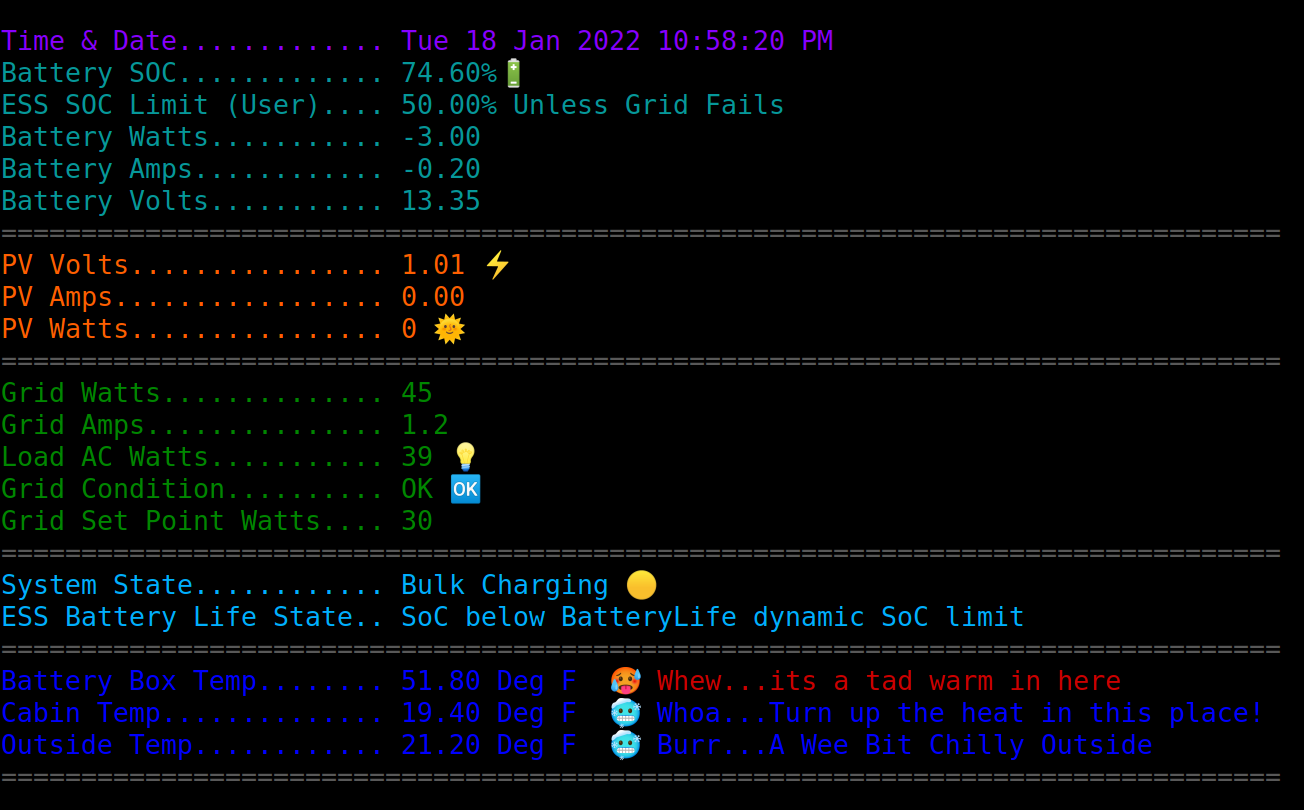 Time & Date............. Tue 18 Jan 2022 10:58:20 PM
Battery SOC............. 74.60%🔋
ESS SOC Limit (User).... 50.00% Unless Grid Fails
Battery Watts........... -3.00
Battery Amps............ -0.20
Battery Volts........... 13.35
================================================================================
PV Volts................ 1.01 ⚡
PV Amps................. 0.00
PV Watts................ 0 🌞
================================================================================
Grid Watts.............. 45
Grid Amps............... 1.2
Load AC Watts........... 39 💡
Grid Condition.......... OK 🆗
Grid Set Point Watts.... 30
================================================================================
System State............ Bulk Charging 🟡
ESS Battery Life State.. SoC below BatteryLife dynamic SoC limit
================================================================================
Battery Box Temp........ 51.80 Deg F  🥵 Whew...its a tad warm in here
Cabin Temp.............. 19.40 Deg F  🥶 Whoa...Turn up the heat in this place!
Outside Temp............ 21.20 Deg F  🥶 Burr...A Wee Bit Chilly Outside
================================================================================